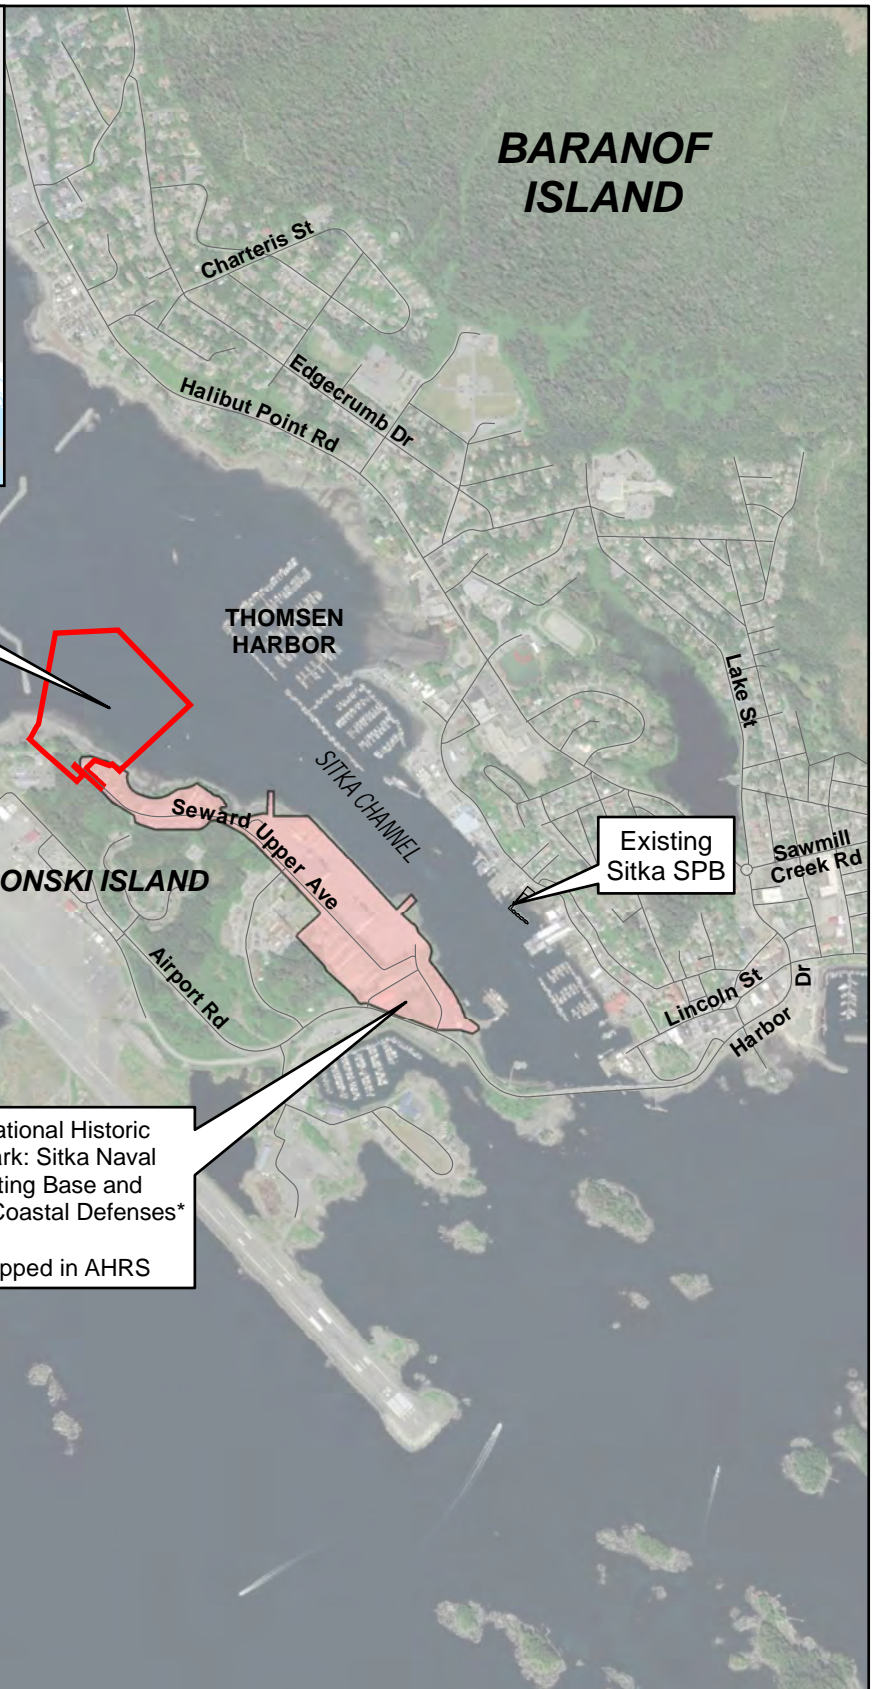 BARANOF
ISLAND
Charteris St
Edgecrumb Dr
Halibut Point Rd
THOMSEN
HARBOR
Lake St
SITKA CHANNEL
Seward Upper Ave
Existing
Sitka SPB
Sawmill
Creek Rd
ONSKI ISLAND
Airport Rd
Lincoln St
Harbor Dr
ational Historic
ark: Sitka Naval
ting Base and
Coastal Defenses*
pped in AHRS